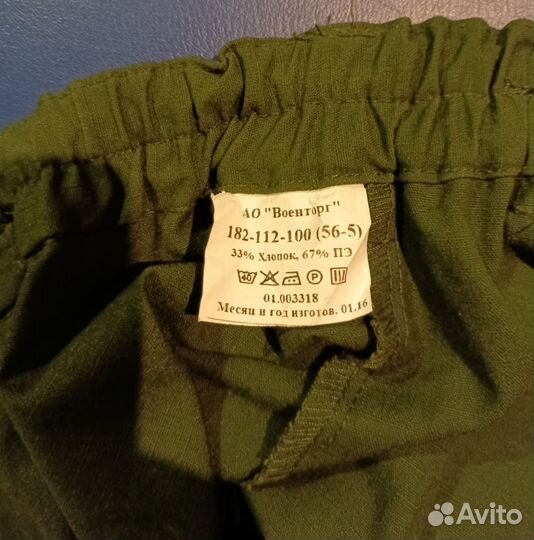 АО "Военторг"
182-112-100 (56-5)
33% Хлопок, 67% ПЭ
40 P
01.003318
Месяц и год изготов. 01.16
Avito